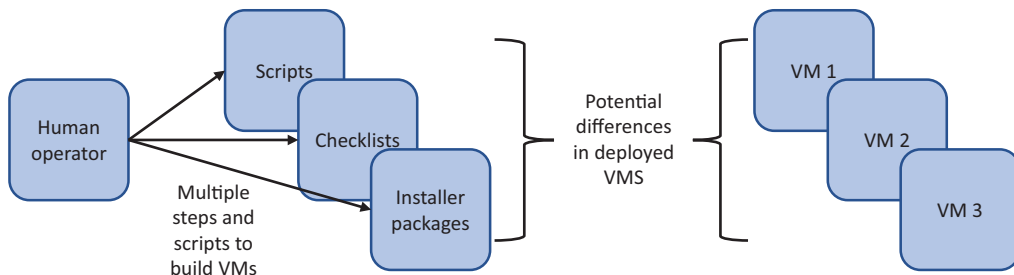 Human
operator
Scripts
Checklists
Installer
packages
Multiple
steps and
scripts to
build VMs
Potential
differences
in deployed
VMS
VM 1
VM 2
VM 3